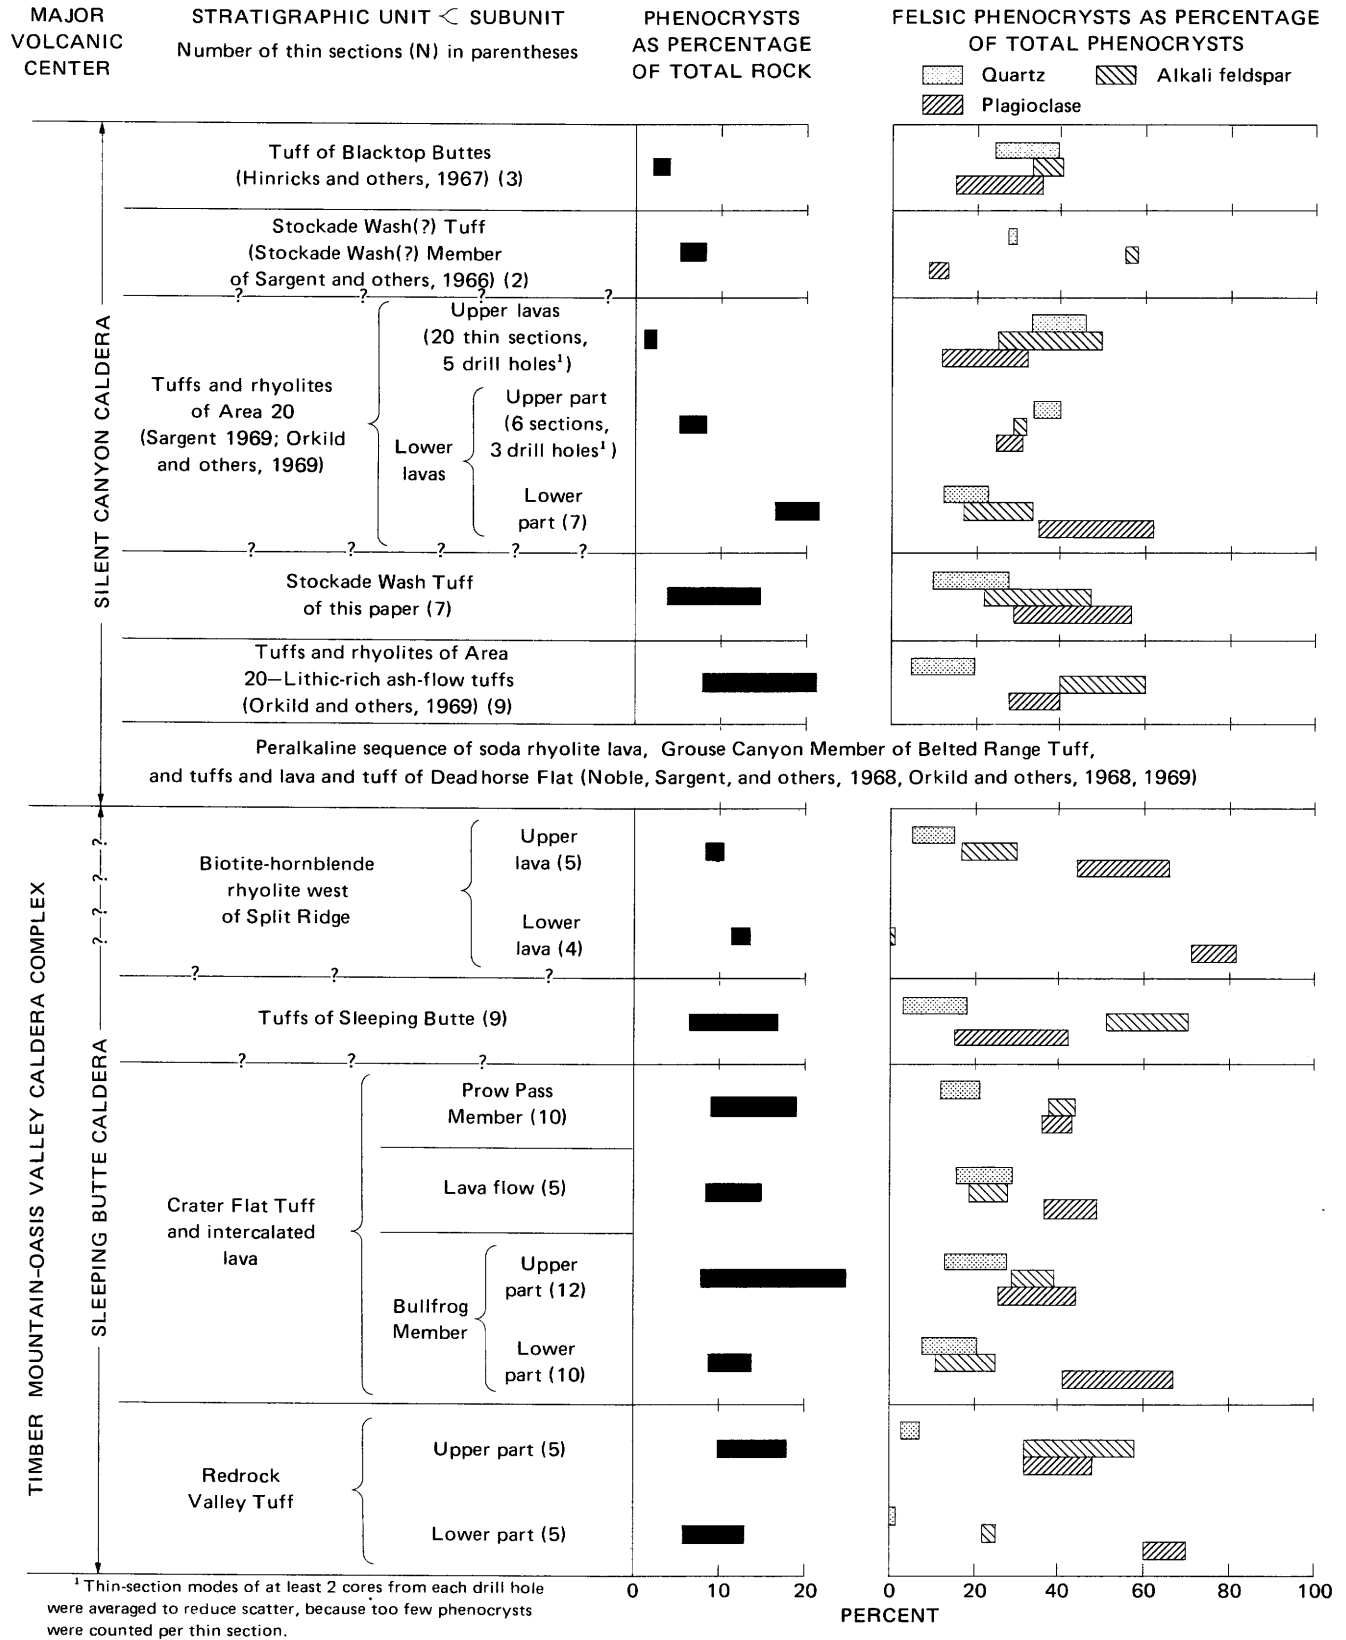 MAJOR
VOLCANIC
CENTER
STRATIGRAPHIC UNIT < SUBUNIT
Number of thin sections (N) in parentheses
PHENOCRYSTS
AS PERCENTAGE
OF TOTAL ROCK
FELSIC PHENOCRYSTS AS PERCENTAGE
OF TOTAL PHENOCRYSTS
Quartz
Alkali feldspar
Plagioclase
SILENT CANYON CALDERA
Tuff of Blacktop Buttes
(Hinricks and others, 1967) (3)
Stockade Wash(?) Tuff
(Stockade Wash(?) Member
of Sargent and others, 1966) (2)
? ? ? ?
Tuffs and rhyolites
of Area 20
(Sargent 1969; Orkild
and others, 1969)
Upper lavas
(20 thin sections,
5 drill holes¹)
Lower
lavas
Upper part
(6 sections,
3 drill holes¹)
Lower
part (7)
? ? ? ? ?
Stockade Wash Tuff
of this paper (7)
Tuffs and rhyolites of Area
20—Lithic-rich ash-flow tuffs
(Orkild and others, 1969) (9)
Peralkaline sequence of soda rhyolite lava, Grouse Canyon Member of Belted Range Tuff,
and tuffs and lava and tuff of Deadhorse Flat (Noble, Sargent, and others, 1968, Orkild and others, 1968, 1969)
TIMBER MOUNTAIN-OASIS VALLEY CALDERA COMPLEX
SLEEPING BUTTE CALDERA
? ? ? ?
Biotite-hornblende
rhyolite west
of Split Ridge
Upper
lava (5)
Lower
lava (4)
? ? ?
Tuffs of Sleeping Butte (9)
? ? ?
Crater Flat Tuff
and intercalated
lava
Prow Pass
Member (10)
Lava flow (5)
Bullfrog
Member
Upper
part (12)
Lower
part (10)
Redrock
Valley Tuff
Upper part (5)
Lower part (5)
0 10 20
0 20 40 60 80 100
PERCENT
¹ Thin-section modes of at least 2 cores from each drill hole
were averaged to reduce scatter, because too few phenocrysts
were counted per thin section.